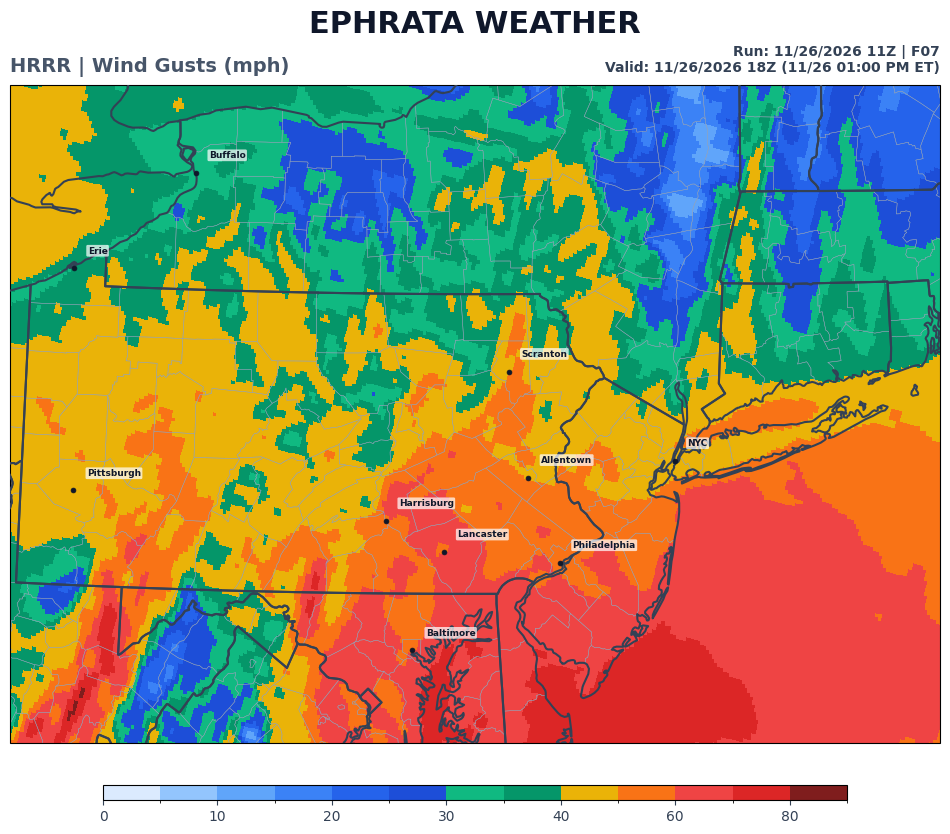 EPHRATA WEATHER
HRRR | Wind Gusts (mph)
Run: 11/26/2026 11Z | F07
Valid: 11/26/2026 18Z (11/26 01:00 PM ET)
Buffalo
Erie
Scranton
NYC
Allentown
Pittsburgh
Harrisburg
Lancaster
Philadelphia
Baltimore
0 10 20 30 40 50 60 70 80